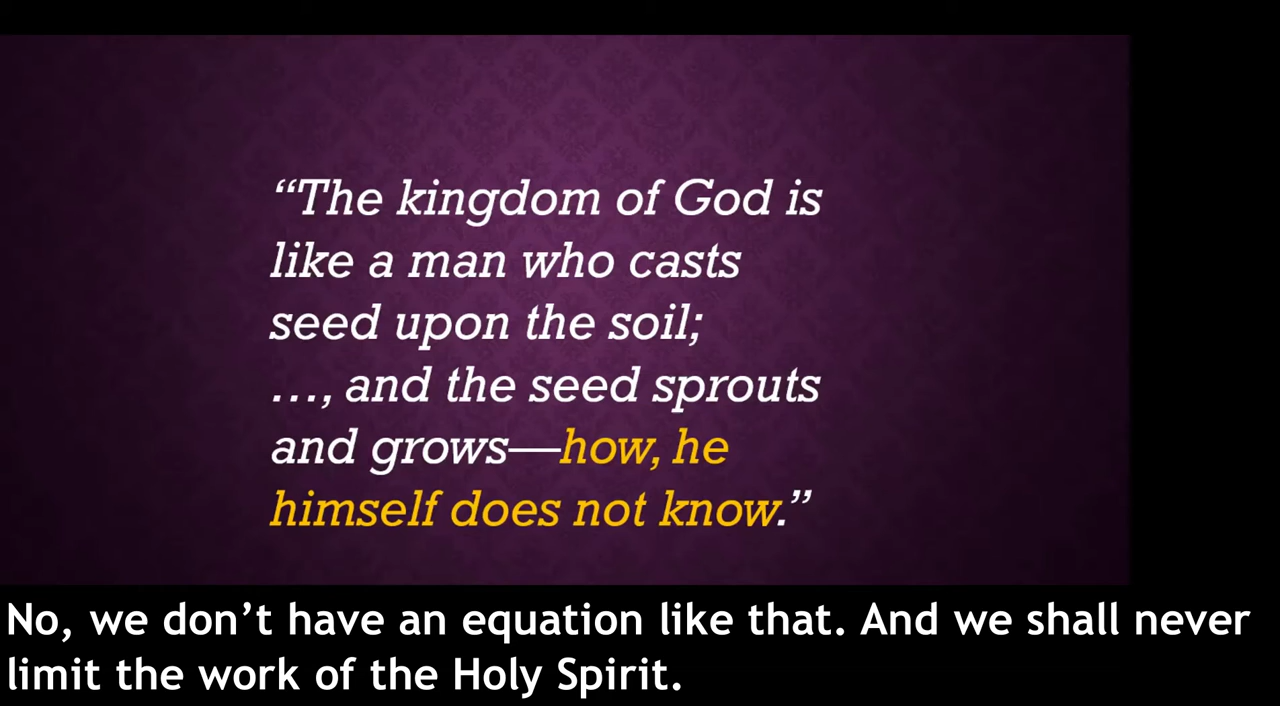 “The kingdom of God is
like a man who casts
seed upon the soil;
…, and the seed sprouts
and grows—how, he
himself does not know.”
No, we don’t have an equation like that. And we shall never
limit the work of the Holy Spirit.